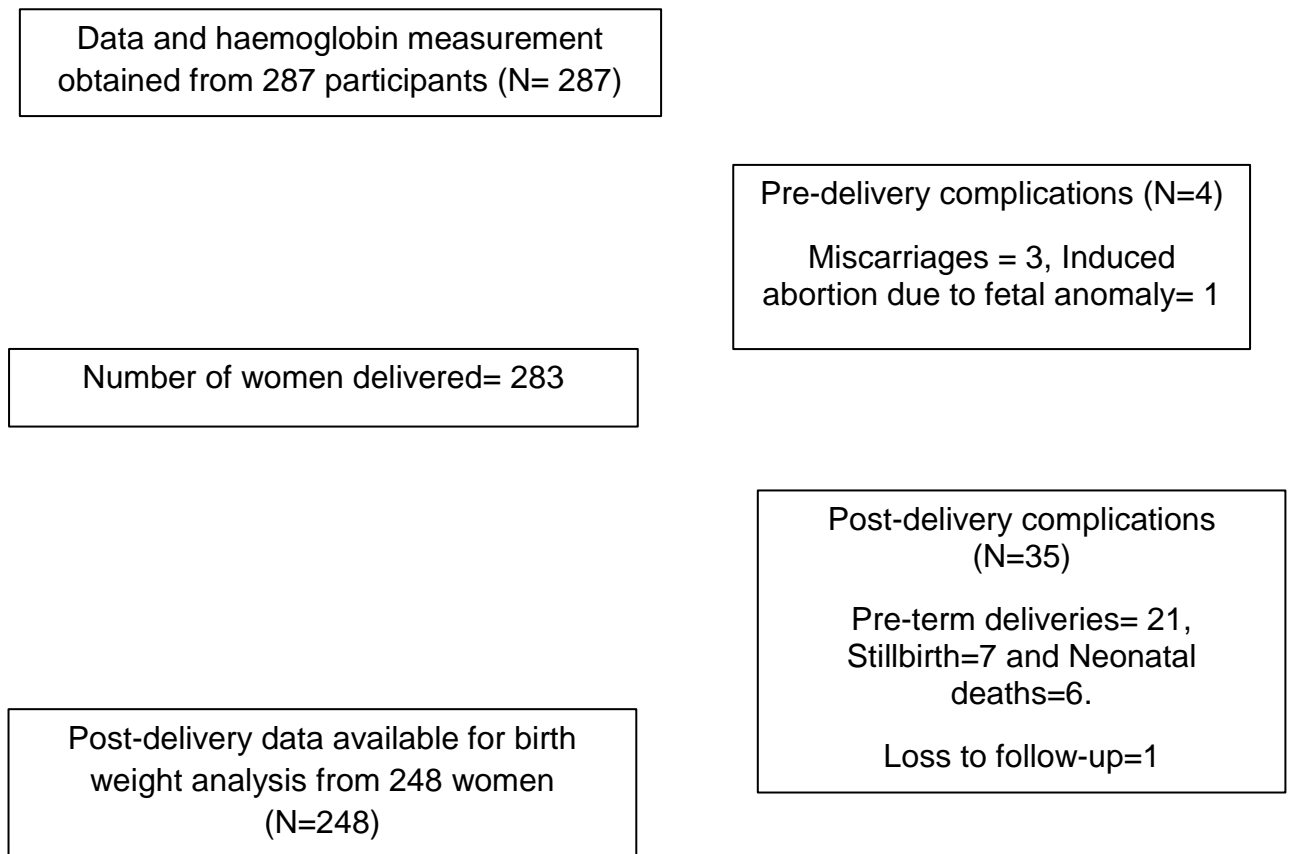 Data and haemoglobin measurement
obtained from 287 participants (N= 287)
Pre-delivery complications (N=4)
Miscarriages = 3, Induced
abortion due to fetal anomaly= 1
Number of women delivered= 283
Post-delivery complications
(N=35)
Pre-term deliveries= 21,
Stillbirth=7 and Neonatal
deaths=6.
Loss to follow-up=1
Post-delivery data available for birth
weight analysis from 248 women
(N=248)